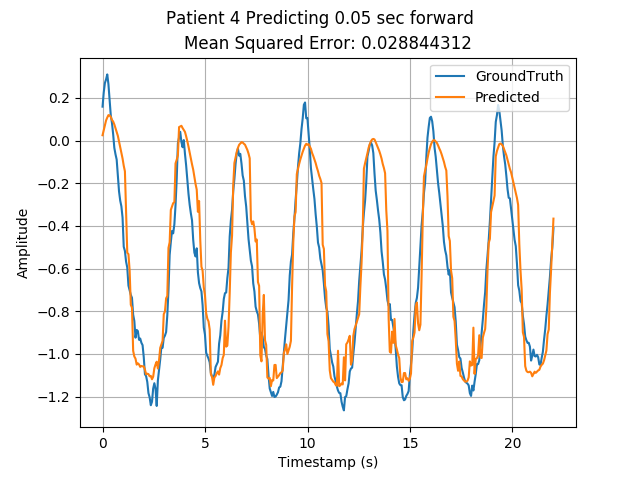 Patient 4 Predicting 0.05 sec forward
Mean Squared Error: 0.028844312
GroundTruth
Predicted
0.2
0.0
−0.2
−0.4
−0.6
−0.8
−1.0
−1.2
Amplitude
0 5 10 15 20
Timestamp (s)